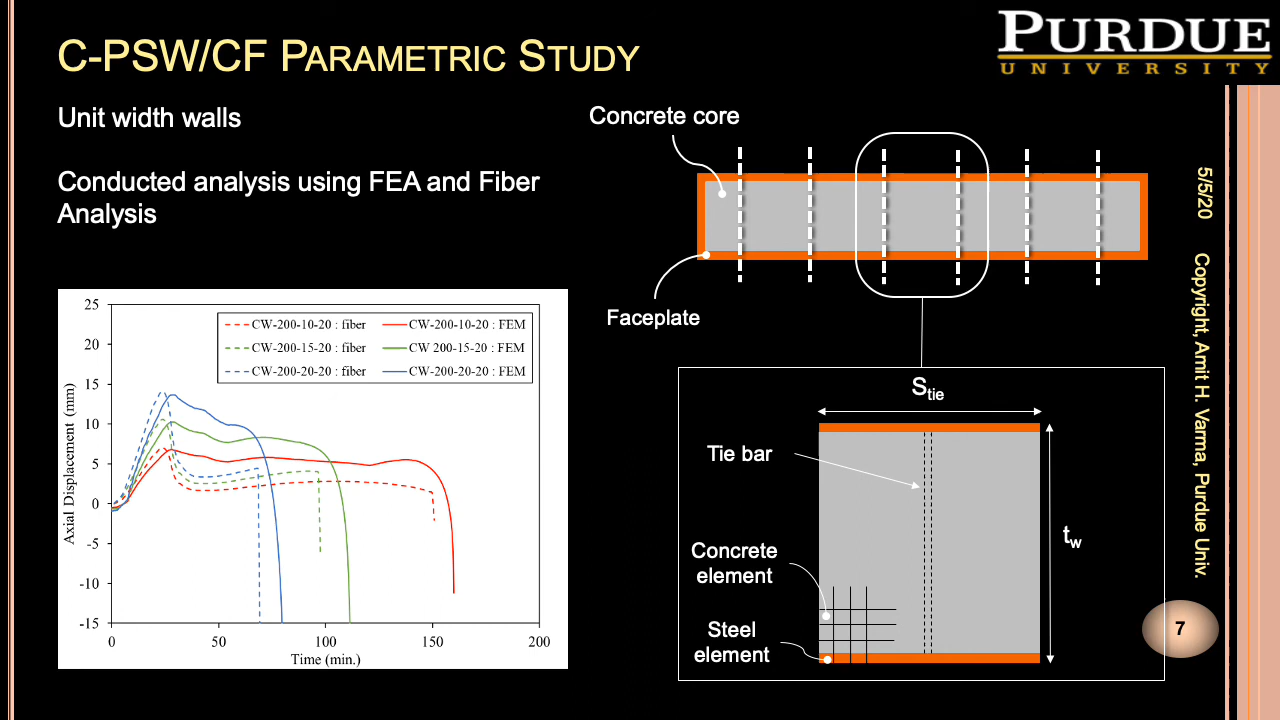 C-PSW/CF PARAMETRIC STUDY
PURDUE
UNIVERSITY
Unit width walls
Conducted analysis using FEA and Fiber
Analysis
Concrete core
Faceplate
25
20
15
10
5
0
-5
-10
-15
0
50
100
150
200
Axial Displacement (mm)
Time (min.)
CW-200-10-20 : fiber
CW-200-10-20 : FEM
CW-200-15-20 : fiber
CW 200-15-20 : FEM
CW-200-20-20 : fiber
CW-200-20-20 : FEM
Stie
Tie bar
tw
Concrete
element
Steel
element
5/5/20
Copyright, Amit H. Varma, Purdue Univ.
7